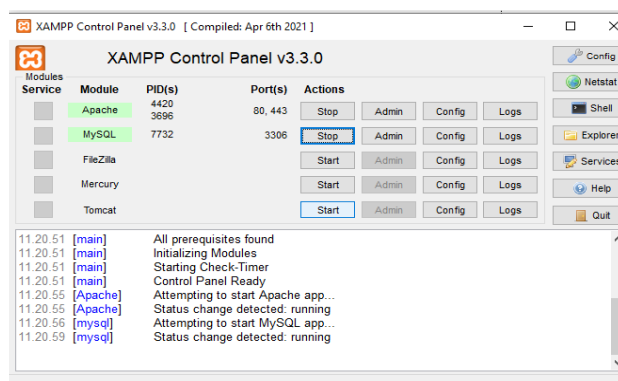 XAMPP Control Panel v3.3.0 [ Compiled: Apr 6th 2021 ]
XAMPP Control Panel v3.3.0
Config
Modules
Service Module PID(s) Port(s) Actions
Netstat
Apache 4420 3696 80, 443 Stop Admin Config Logs
Shell
MySQL 7732 3306 Stop Admin Config Logs
Explorer
FileZilla Start Admin Config Logs
Services
Mercury Start Admin Config Logs
Help
Tomcat Start Admin Config Logs
Quit
11.20.51 [main] All prerequisites found
11.20.51 [main] Initializing Modules
11.20.51 [main] Starting Check-Timer
11.20.51 [main] Control Panel Ready
11.20.55 [Apache] Attempting to start Apache app...
11.20.55 [Apache] Status change detected: running
11.20.56 [mysql] Attempting to start MySQL app...
11.20.59 [mysql] Status change detected: running